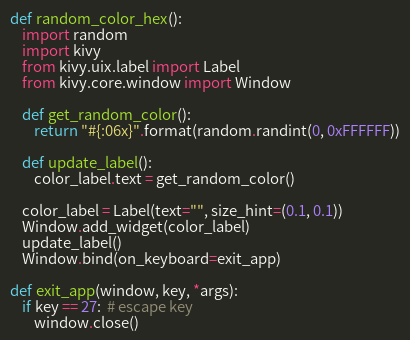 def random_color_hex():
    import random
    import kivy
    from kivy.uix.label import Label
    from kivy.core.window import Window

    def get_random_color():
        return "#{:06x}".format(random.randint(0, 0xFFFFFF))

    def update_label():
        color_label.text = get_random_color()

    color_label = Label(text="", size_hint=(0.1, 0.1))
    Window.add_widget(color_label)
    update_label()
    Window.bind(on_keyboard=exit_app)

def exit_app(window, key, *args):
    if key == 27:  # escape key
        window.close()